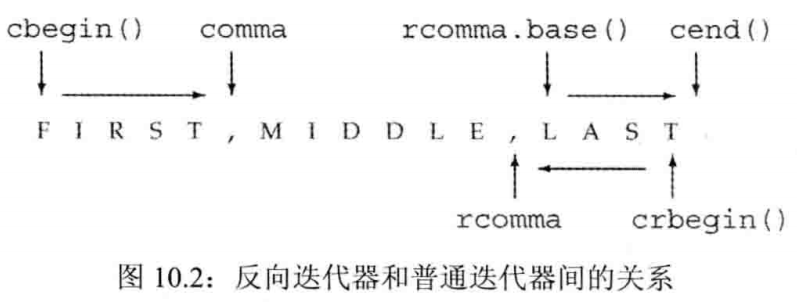 cbegin() comma rcomma.base() cend()
F I R S T , M I D D L E , L A S T
rcomma crbegin()
图 10.2：反向迭代器和普通迭代器间的关系